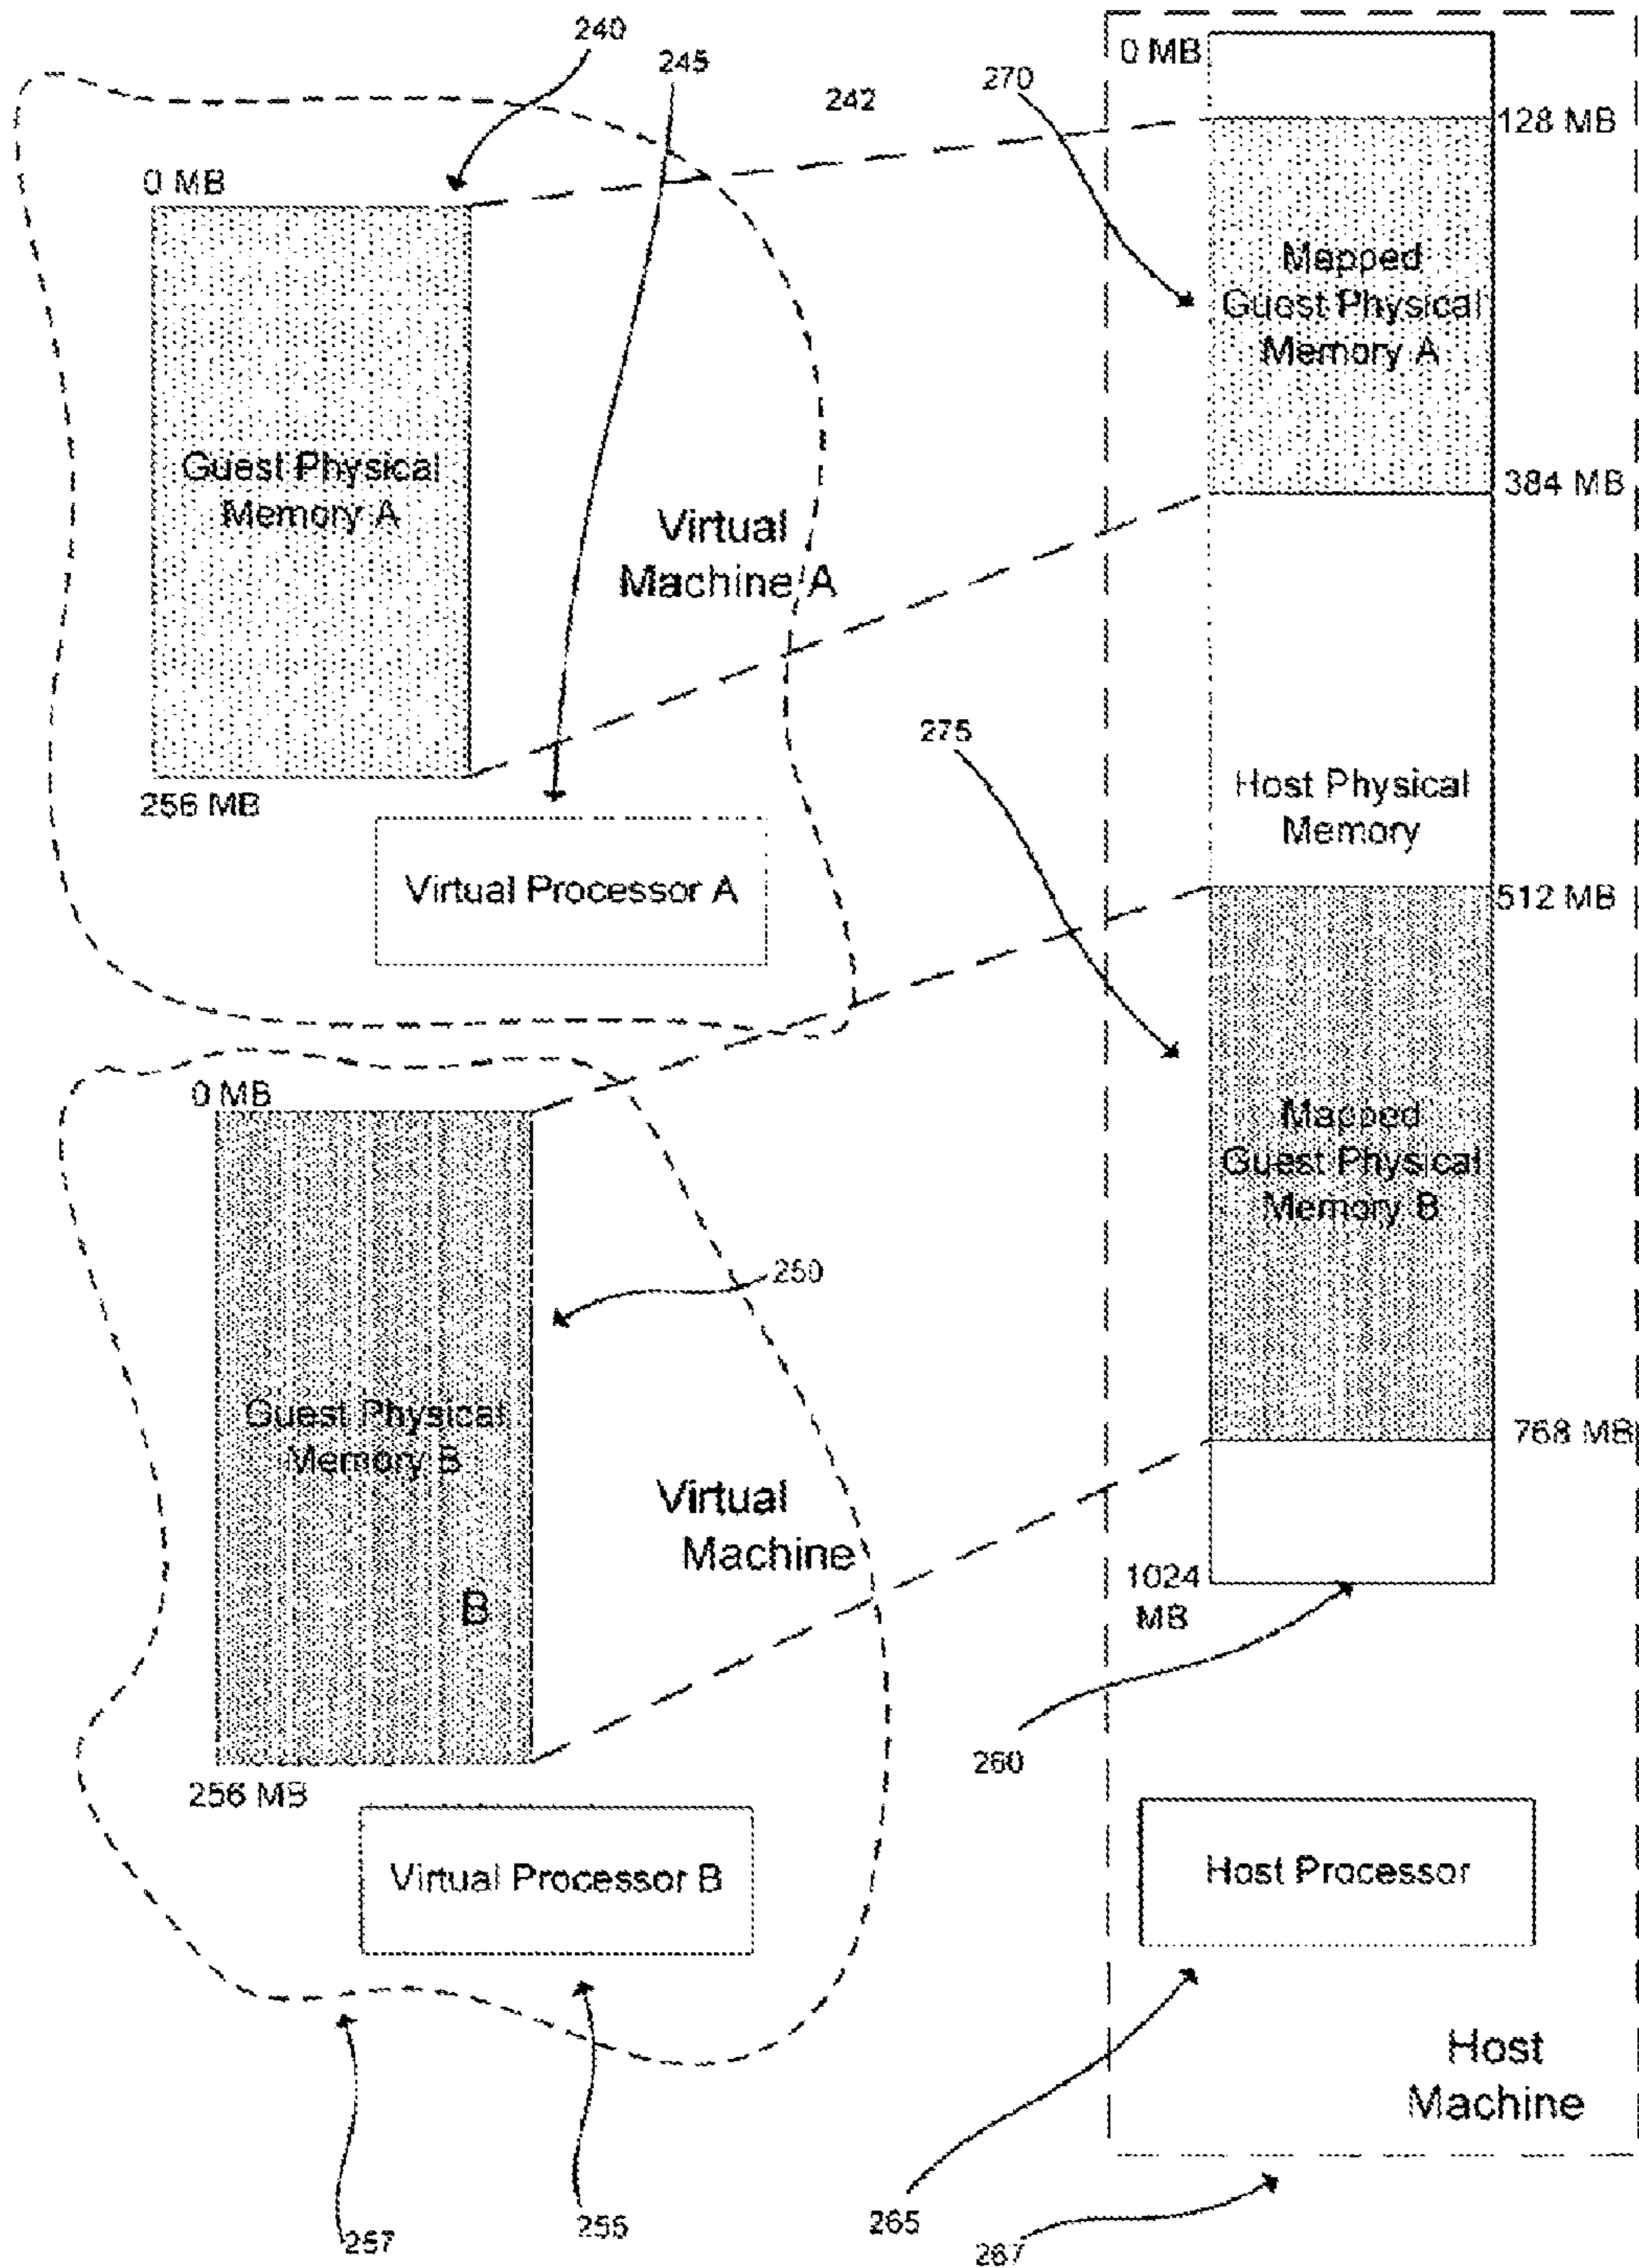 240
245
242
270
0 MB
128 MB
0 MB
Mapped
Guest Physical
Memory A
Guest Physical
Memory A
384 MB
Virtual
Machine A
275
256 MB
Host Physical
Memory
Virtual Processor A
512 MB
0 MB
Mapped
Guest Physical
Memory B
250
Guest Physical
Memory B
768 MB
Virtual
Machine
B
1024
MB
260
256 MB
Virtual Processor B
Host Processor
Host
Machine
257
255
265
267